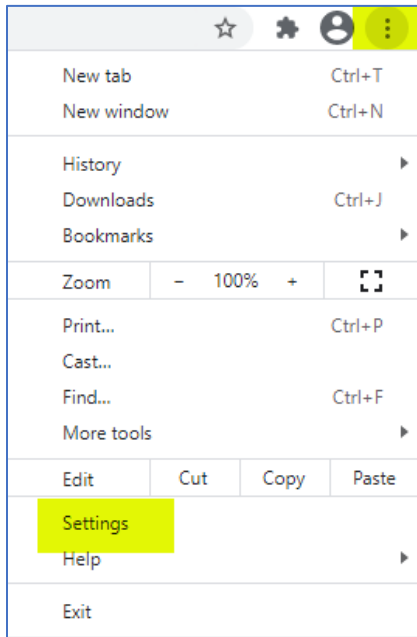 New tab Ctrl+T
New window Ctrl+N
History
Downloads Ctrl+J
Bookmarks
Zoom - 100% +
Print... Ctrl+P
Cast...
Find... Ctrl+F
More tools
Edit Cut Copy Paste
Settings
Help
Exit